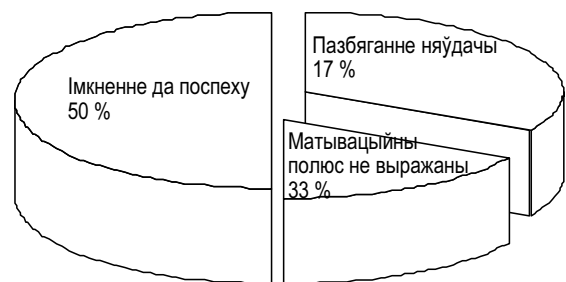 Імкненне да поспеху
50 %
Пазбяганне няўдачы
17 %
Матывацыйны
полюс не выражаны
33 %